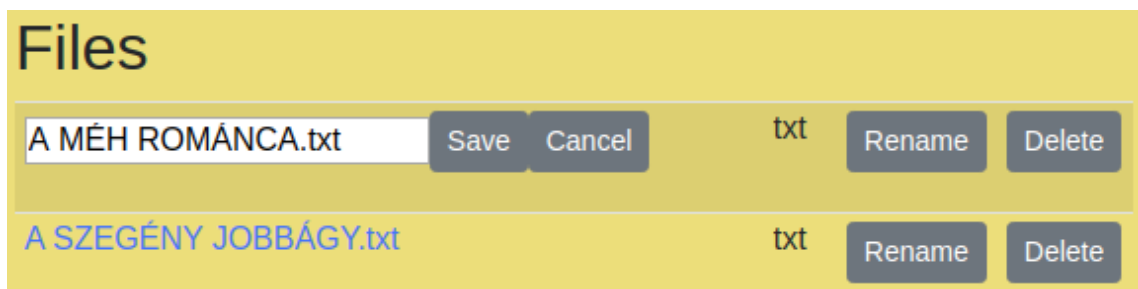 Files
A MÉH ROMÁNCA.txt Save Cancel txt Rename Delete
A SZEGÉNY JOBBÁGY.txt txt Rename Delete